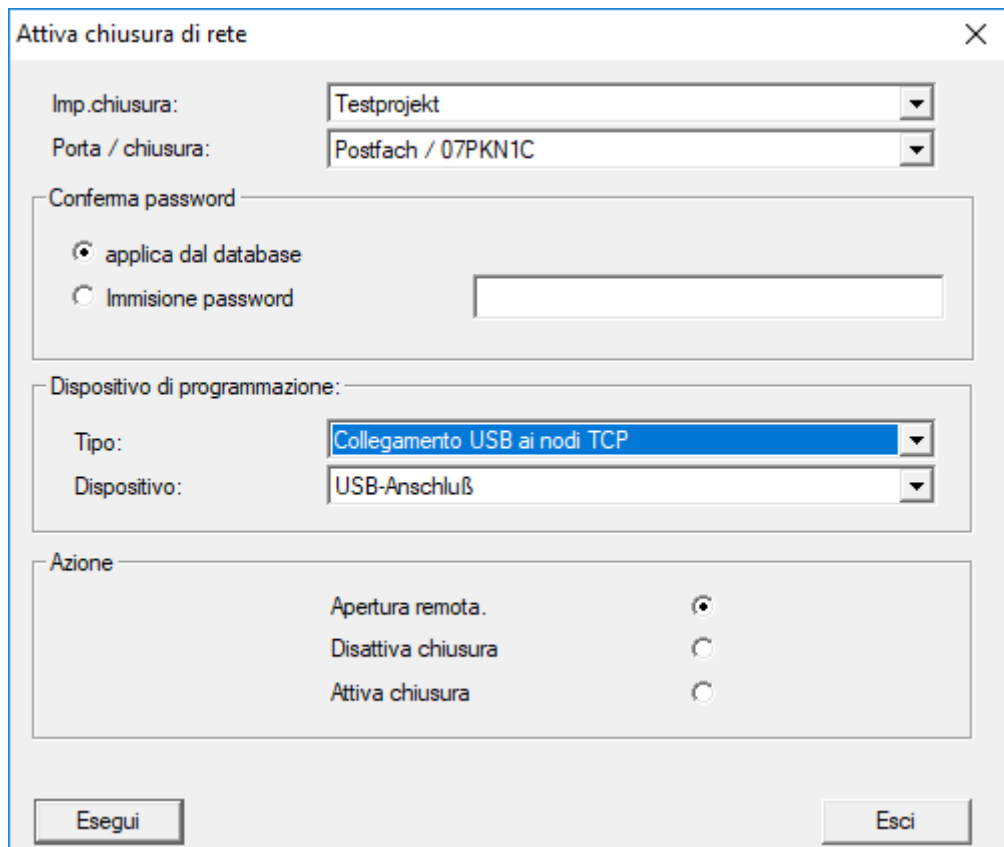 Attiva chiusura di rete
Imp.chiusura: Testprojekt
Porta / chiusura: Postfach / 07PKN1C
Conferma password
applica dal database
Immisione password
Dispositivo di programmazione:
Tipo: Collegamento USB ai nodi TCP
Dispositivo: USB-Anschluß
Azione
Apertura remota.
Disattiva chiusura
Attiva chiusura
Esegui Esci